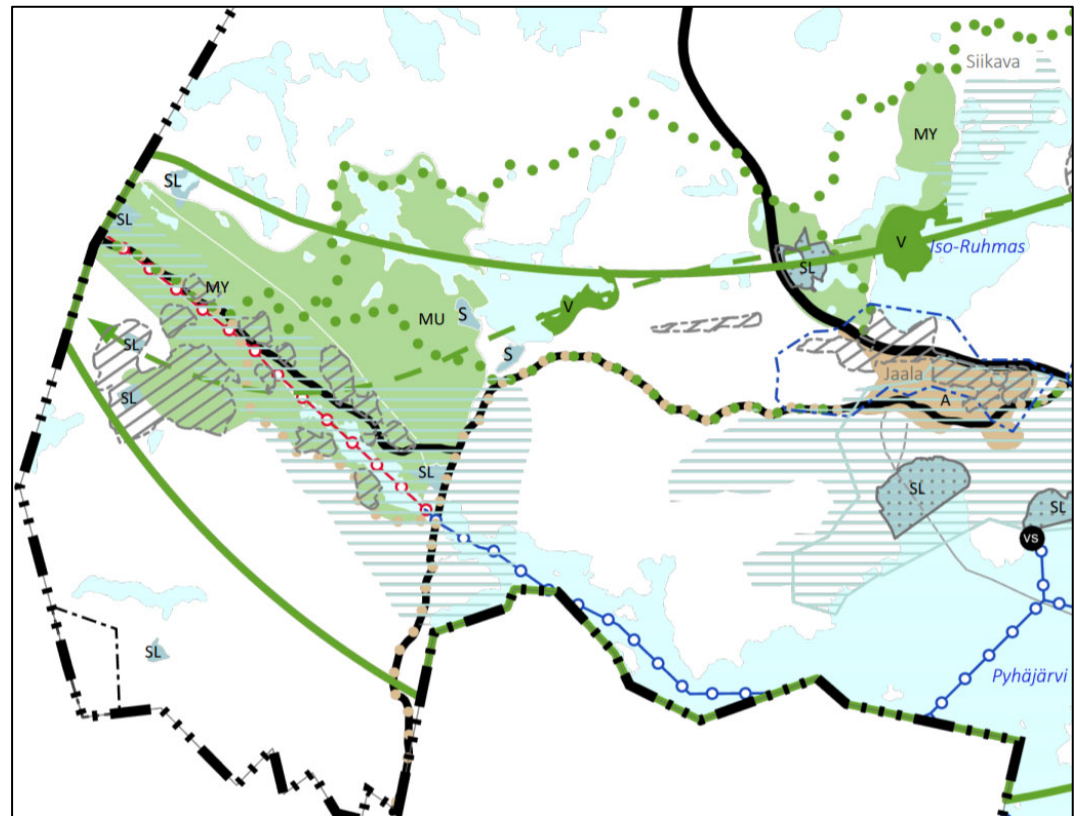 Siikava
MY
SL
SL
V
Iso-Ruhmas
SL
MY
V
MU
S
SL
S
Jaala
A
SL
SL
SL
SL
VS
SL
Pyhäjärvi